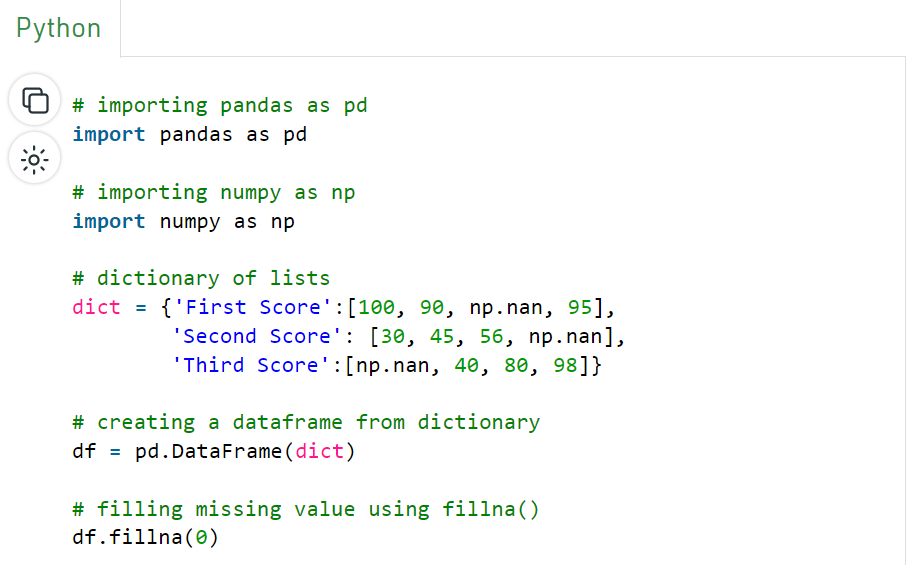 Python
# importing pandas as pd
import pandas as pd
# importing numpy as np
import numpy as np
# dictionary of lists
dict = {'First Score':[100, 90, np.nan, 95],
        'Second Score': [30, 45, 56, np.nan],
        'Third Score':[np.nan, 40, 80, 98]}
# creating a dataframe from dictionary
df = pd.DataFrame(dict)
# filling missing value using fillna()
df.fillna(0)